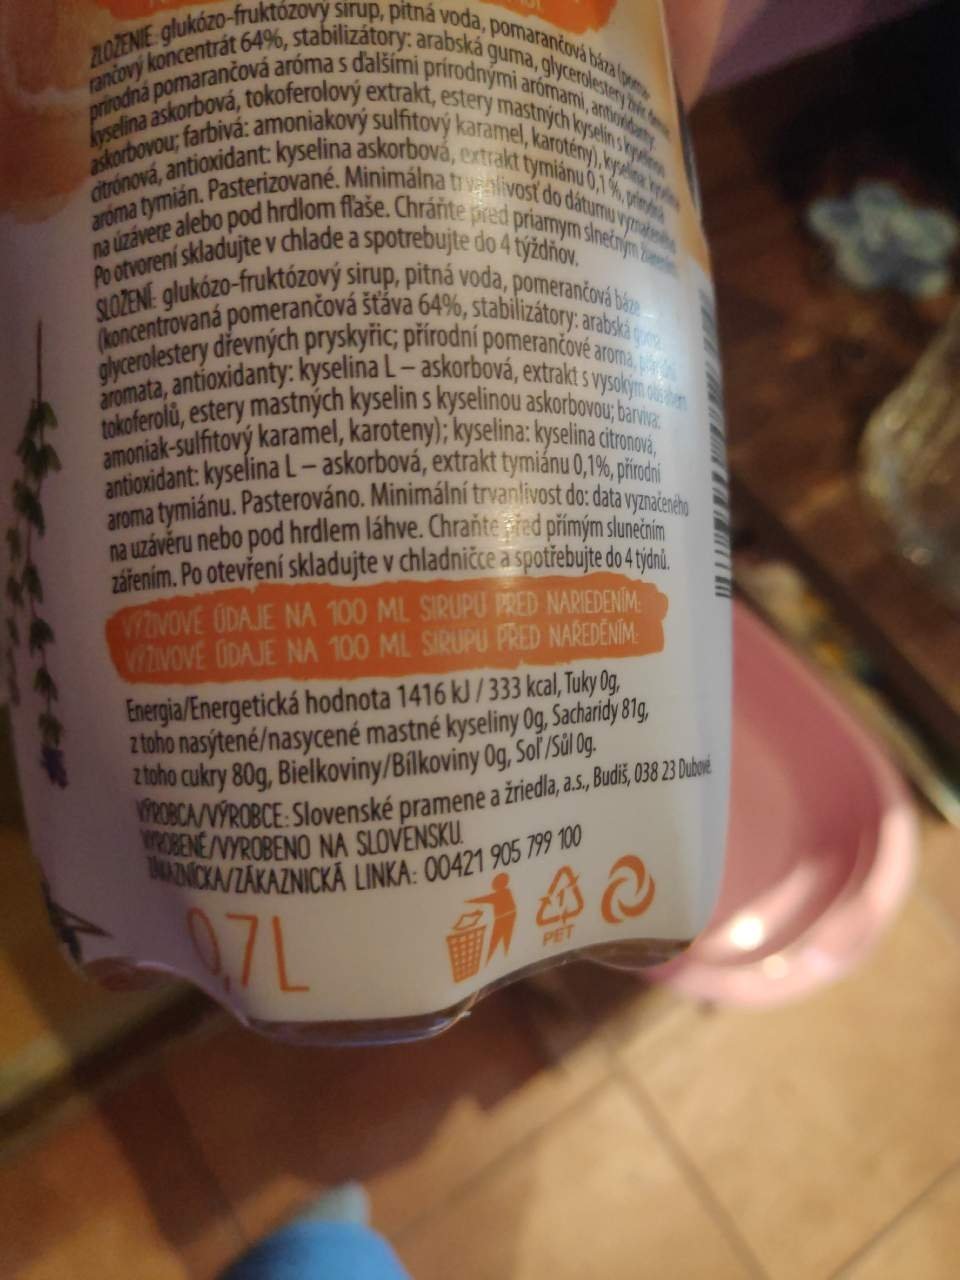 ZLOŽENIE: glukózo-fruktózový sirup, pitná voda, pomarančová báza (poma-
rančový koncentrát 64%, stabilizátory: arabská guma, glycerolestery živíc
prírodná pomarančová aróma s ďalšími prírodnými arómami, antioxidanty:
kyselina askorbová, tokoferolový extrakt, estery mastných kyselín s kyselinou
askorbovou; farbivá: amoniakový sulfitový karamel, karotény), kyselina: kyselina
citrónová, antioxidant: kyselina askorbová, extrakt tymiánu 0,1 %, prírodná
aróma tymián. Pasterizované. Minimálna trvanlivosť do dátumu vyznačeného
na uzávere alebo pod hrdlom fľaše. Chráňte pred priamym slnečným žiarením.
Po otvorení skladujte v chlade a spotrebujte do 4 týždňov.
SLOŽENÍ: glukózo-fruktózový sirup, pitná voda, pomerančová báze
(koncentrovaná pomerančová šťáva 64%, stabilizátory: arabská guma,
glycerolestery dřevných pryskyřic; přírodní pomerančové aroma, přírodní
aromata, antioxidanty: kyselina L – askorbová, extrakt s vysokým obsahem
tokoferolů, estery mastných kyselin s kyselinou askorbovou; barviva:
amoniak-sulfitový karamel, karoteny); kyselina: kyselina citronová,
antioxidant: kyselina L – askorbová, extrakt tymiánu 0,1%, přírodní
aroma tymiánu. Pasterováno. Minimální trvanlivost do: data vyznačeného
na uzávěru nebo pod hrdlem láhve. Chraňte před přímým slunečním
zářením. Po otevření skladujte v chladničce a spotřebujte do 4 týdnů.
VÝŽIVOVÉ ÚDAJE NA 100 ML SIRUPU PRED NARIEDENÍM:
VÝŽIVOVÉ ÚDAJE NA 100 ML SIRUPU PŘED NAŘEDĚNÍM:
Energia/Energetická hodnota 1416 kJ / 333 kcal, Tuky 0g,
z toho nasýtené/nasycené mastné kyseliny 0g, Sacharidy 81g,
z toho cukry 80g, Bielkoviny/Bílkoviny 0g, Soľ/Sůl 0g.
VÝROBCA/VÝROBCE: Slovenské pramene a žriedla, a.s., Budiš, 038 23 Dubové
VYROBENÉ/VYROBENO NA SLOVENSKU.
ZÁKAZNÍCKA/ZÁKAZNICKÁ LINKA: 00421 905 799 100
0,7L
1
PET